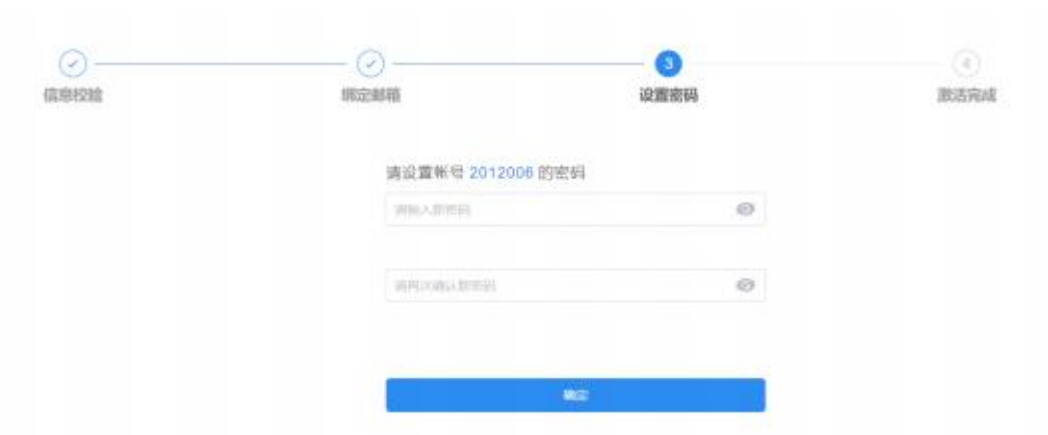 3
4
信息校验
绑定邮箱
设置密码
激活完成
请设置帐号 2012006 的密码
请输入新密码
请再次确认新密码
确定